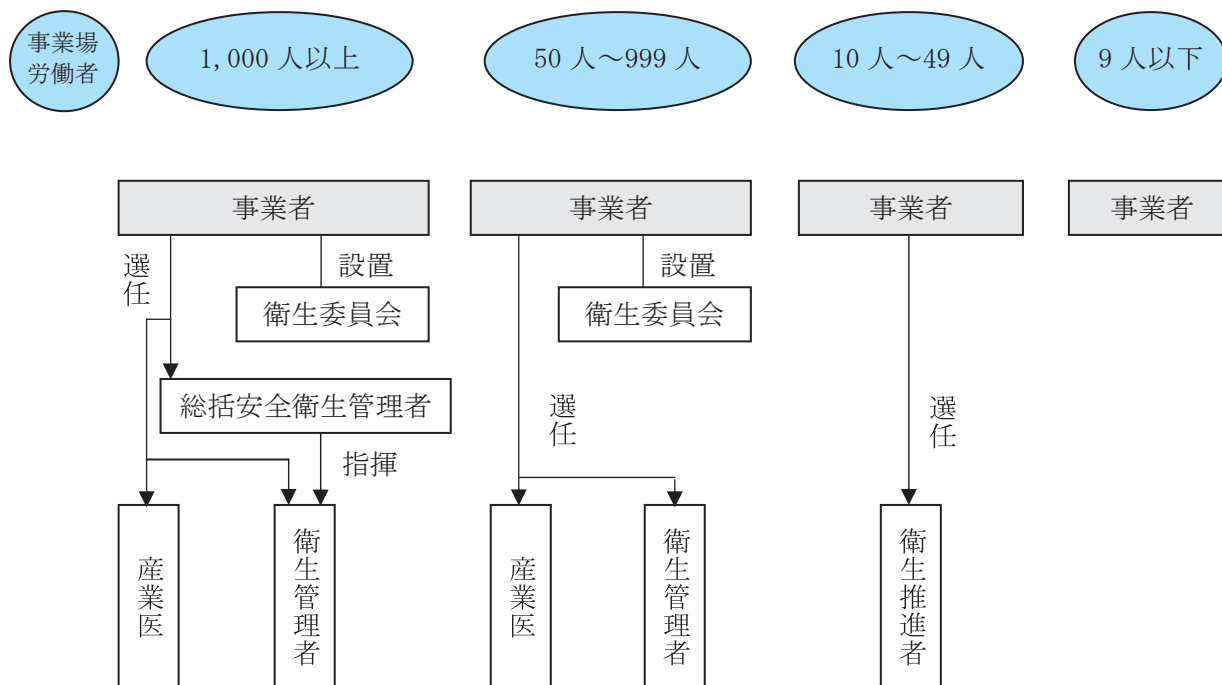 事業場
労働者
1,000 人以上
50 人～999 人
10 人～49 人
9 人以下
事業者
事業者
事業者
事業者
選任
設置
衛生委員会
総括安全衛生管理者
指揮
産業医
衛生管理者
設置
衛生委員会
選任
産業医
衛生管理者
選任
衛生推進者